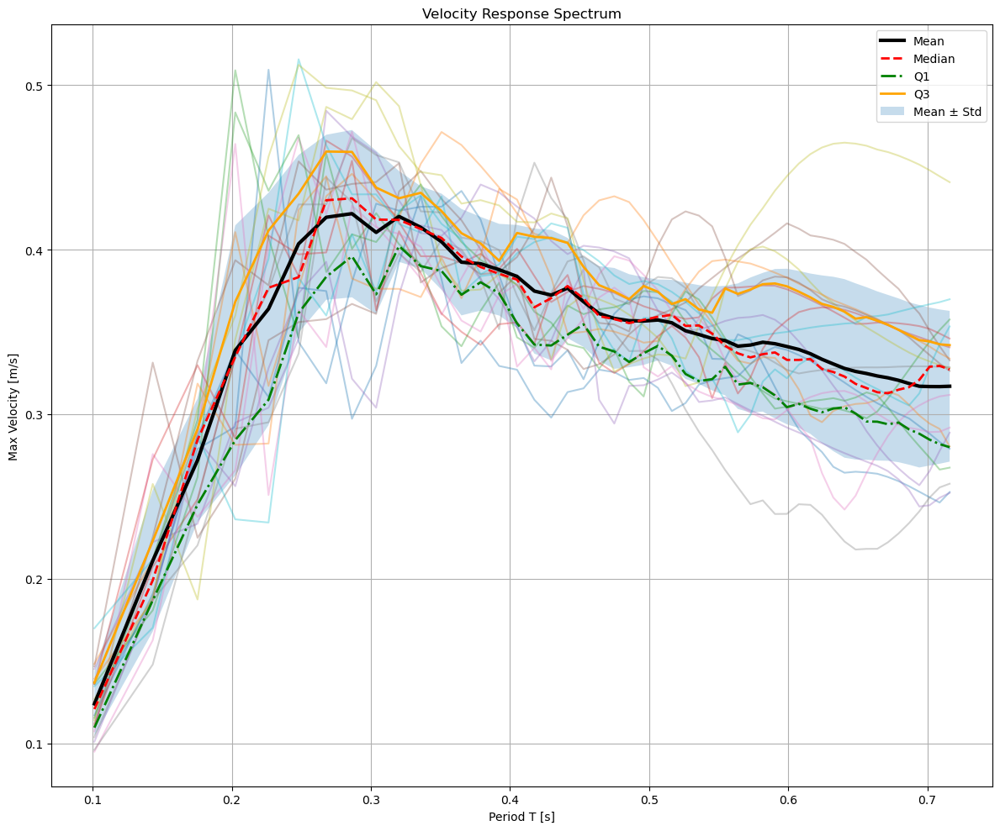 Velocity Response Spectrum
Mean
Median
Q1
Q3
Mean ± Std
Max Velocity [m/s]
0.5
0.4
0.3
0.2
0.1
0.1 0.2 0.3 0.4 0.5 0.6 0.7
Period T [s]